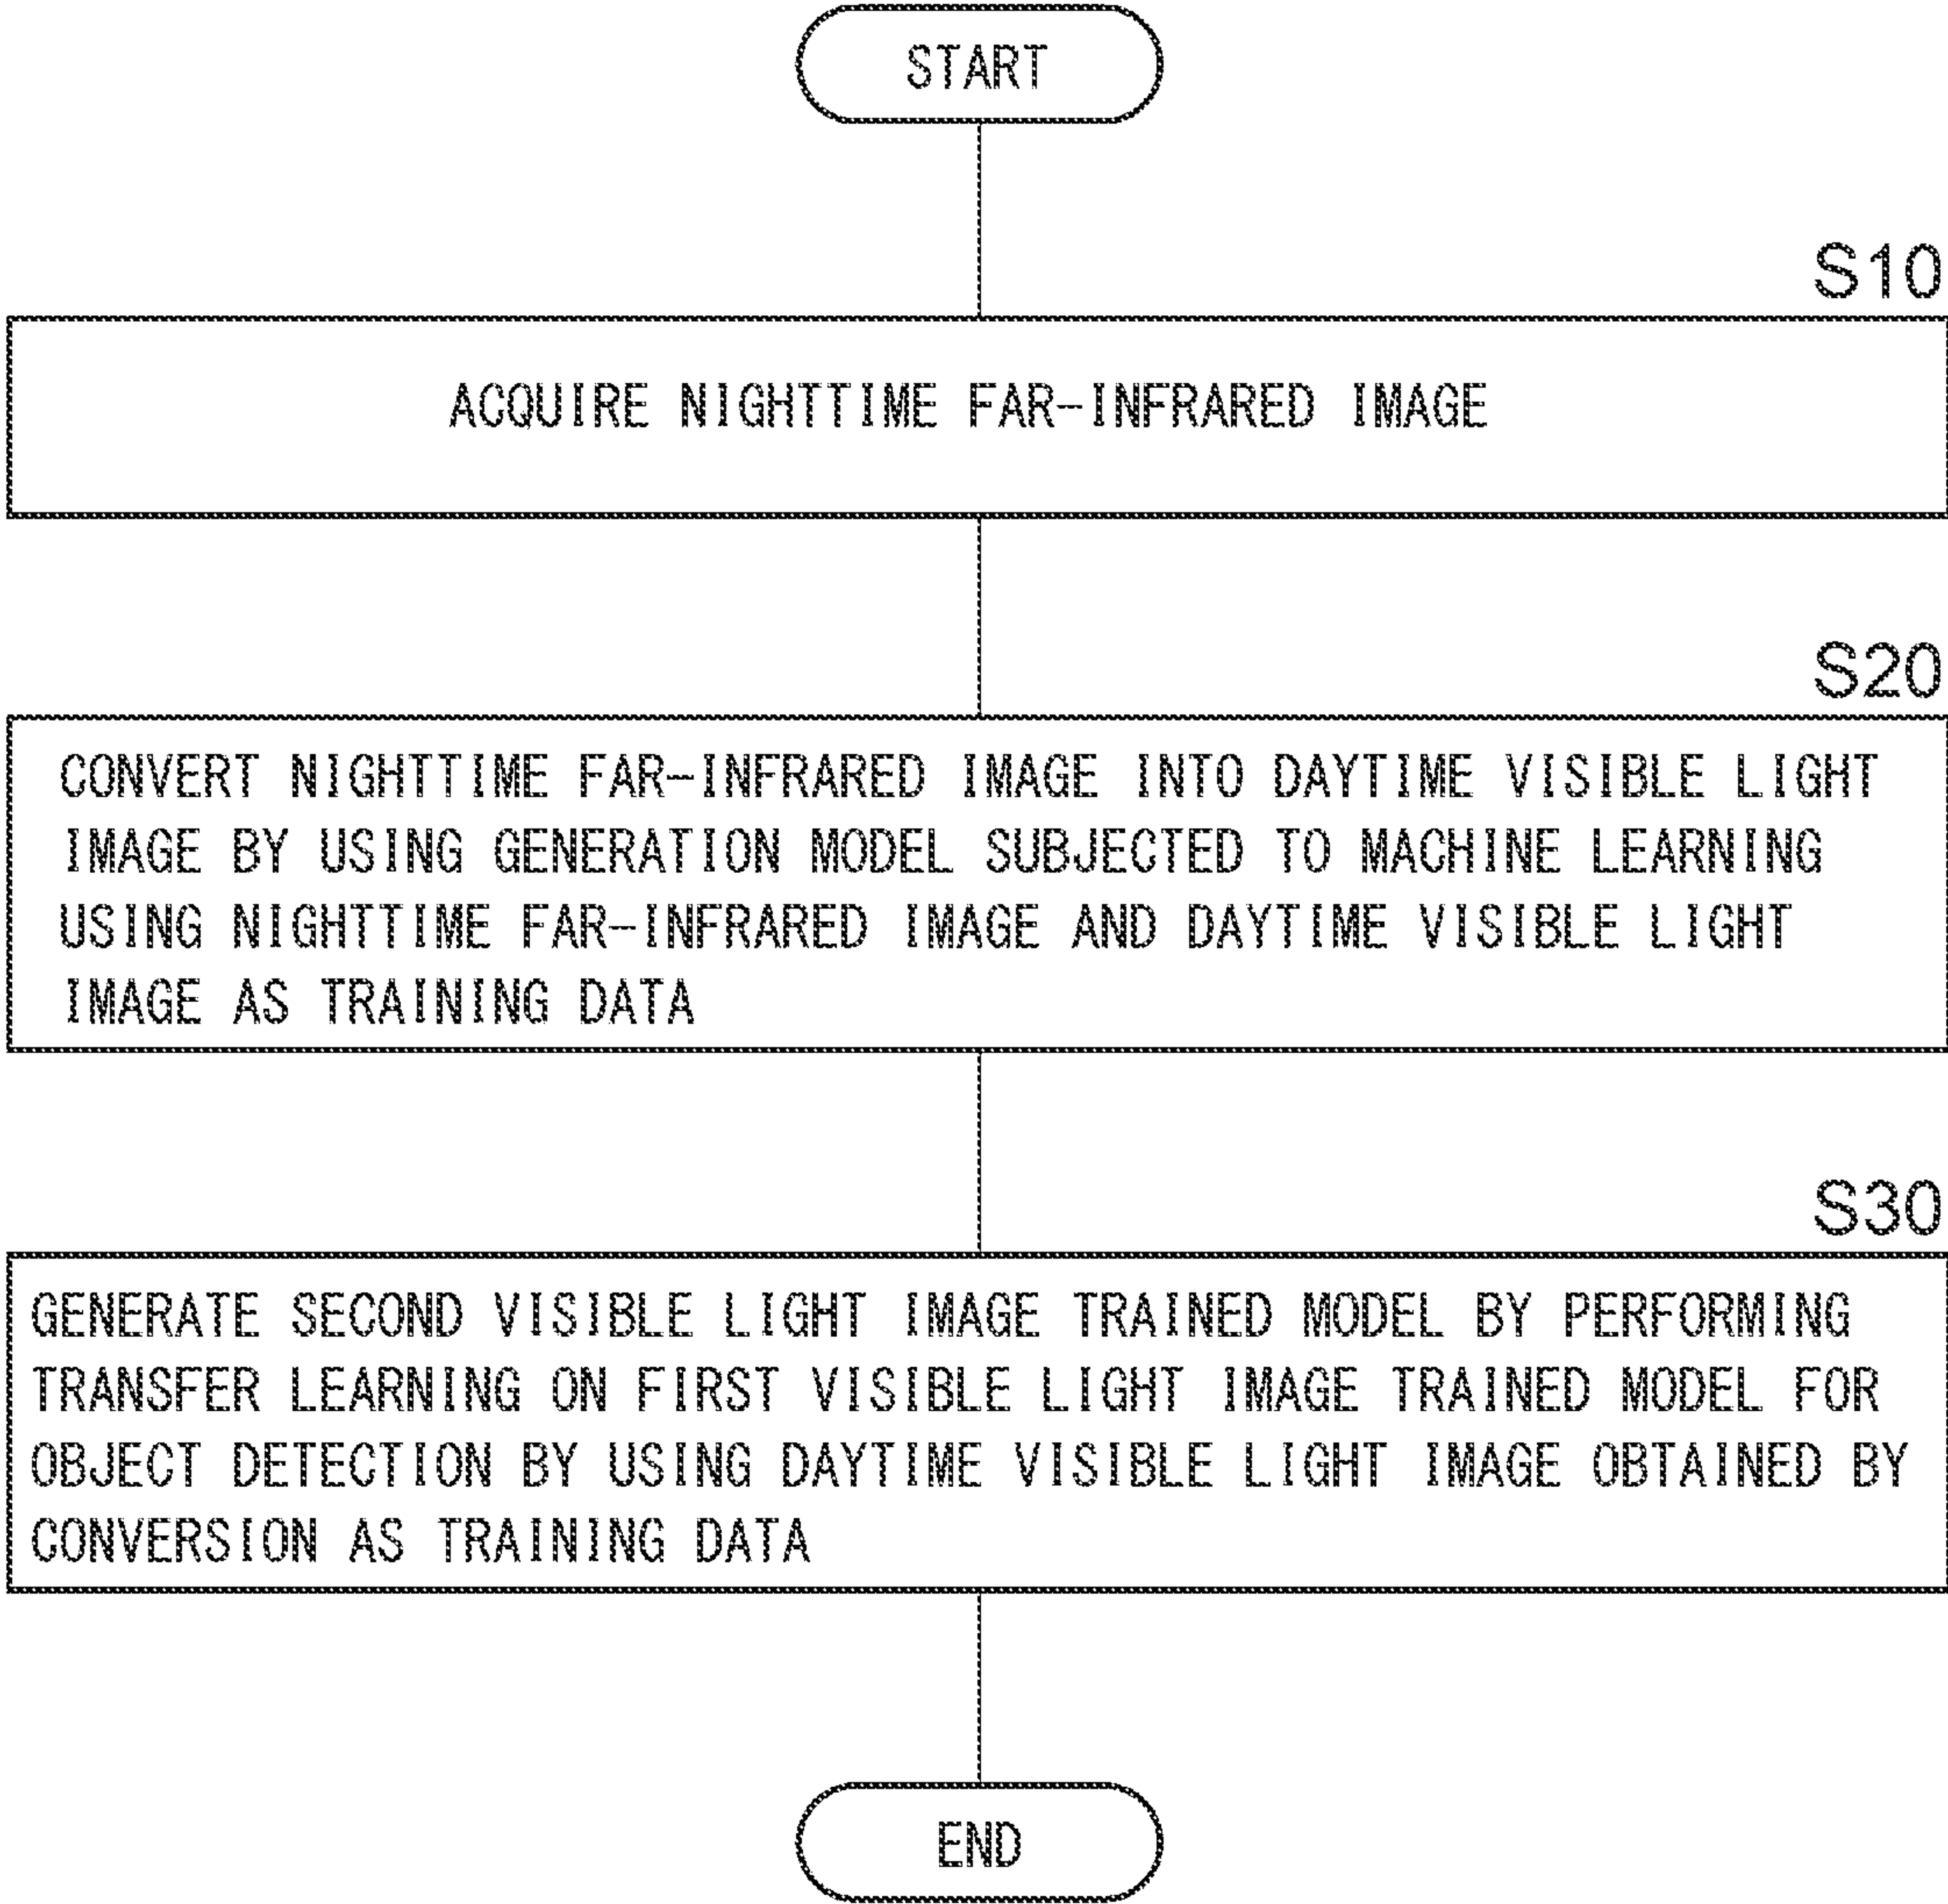 START
S10
ACQUIRE NIGHTTIME FAR-INFRARED IMAGE
S20
CONVERT NIGHTTIME FAR-INFRARED IMAGE INTO DAYTIME VISIBLE LIGHT
IMAGE BY USING GENERATION MODEL SUBJECTED TO MACHINE LEARNING
USING NIGHTTIME FAR-INFRARED IMAGE AND DAYTIME VISIBLE LIGHT
IMAGE AS TRAINING DATA
S30
GENERATE SECOND VISIBLE LIGHT IMAGE TRAINED MODEL BY PERFORMING
TRANSFER LEARNING ON FIRST VISIBLE LIGHT IMAGE TRAINED MODEL FOR
OBJECT DETECTION BY USING DAYTIME VISIBLE LIGHT IMAGE OBTAINED BY
CONVERSION AS TRAINING DATA
END